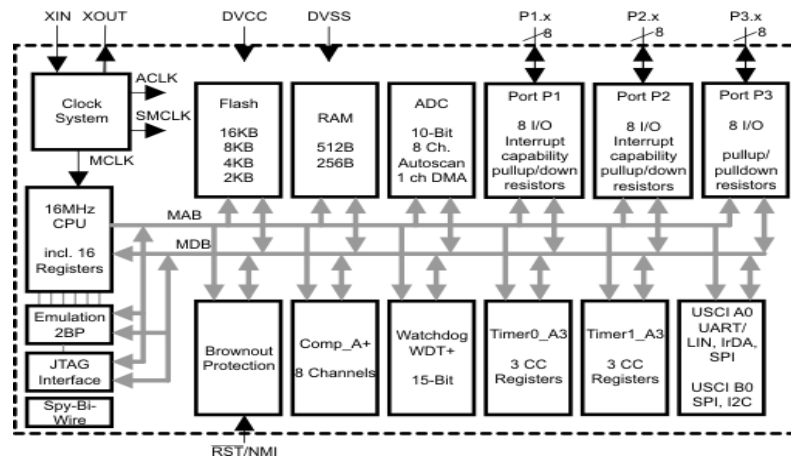 XIN XOUT DVCC DVSS P1.x P2.x P3.x
8 8 8
Clock
System
ACLK
SMCLK
MCLK
Flash
16KB
8KB
4KB
2KB
RAM
512B
256B
ADC
10-Bit
8 Ch.
Autoscan
1 ch DMA
Port P1
8 I/O
Interrupt
capability
pullup/down
resistors
Port P2
8 I/O
Interrupt
capability
pullup/down
resistors
Port P3
8 I/O
pullup/
pulldown
resistors
16MHz
CPU
incl. 16
Registers
MAB
MDB
Emulation
2BP
JTAG
Interface
Spy-Bi-
Wire
Brownout
Protection
Comp_A+
8 Channels
Watchdog
WDT+
15-Bit
Timer0_A3
3 CC
Registers
Timer1_A3
3 CC
Registers
USCI A0
UART/
LIN, IrDA,
SPI
USCI B0
SPI, I2C
RST/NMI